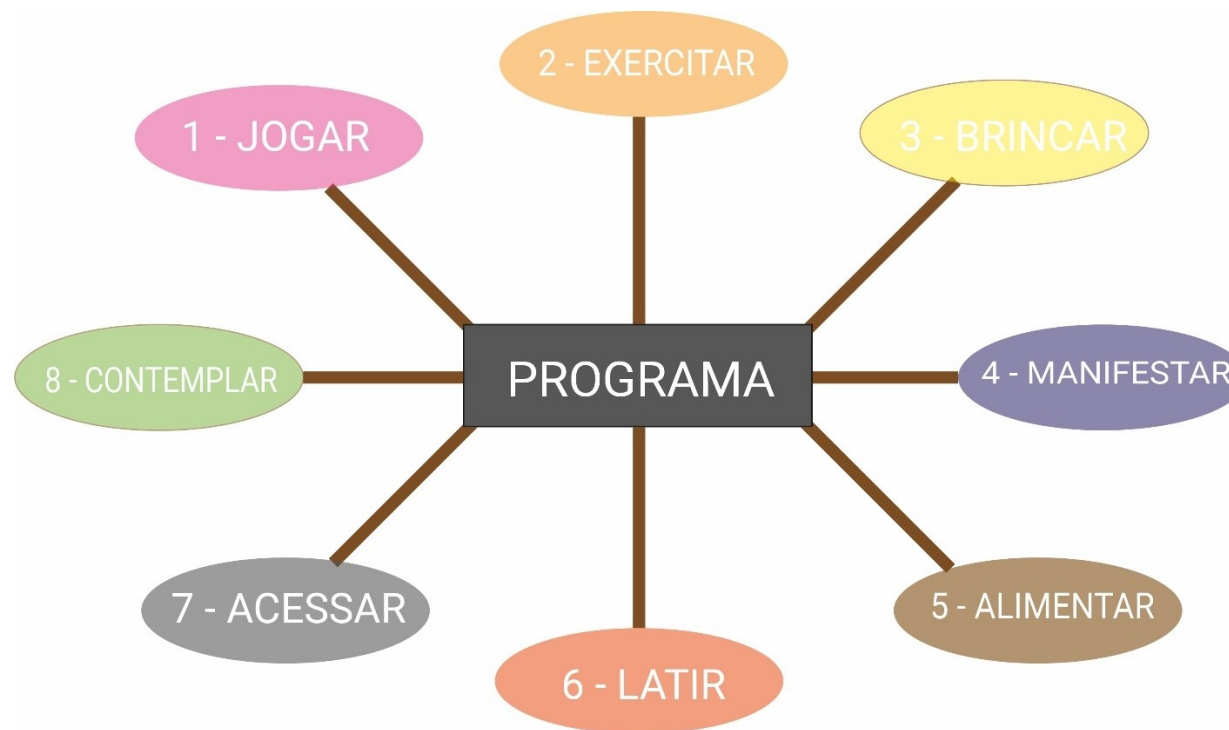 1 - JOGAR
2 - EXERCITAR
3 - BRINCAR
4 - MANIFESTAR
5 - ALIMENTAR
6 - LATIR
7 - ACESSAR
8 - CONTEMPLAR
PROGRAMA